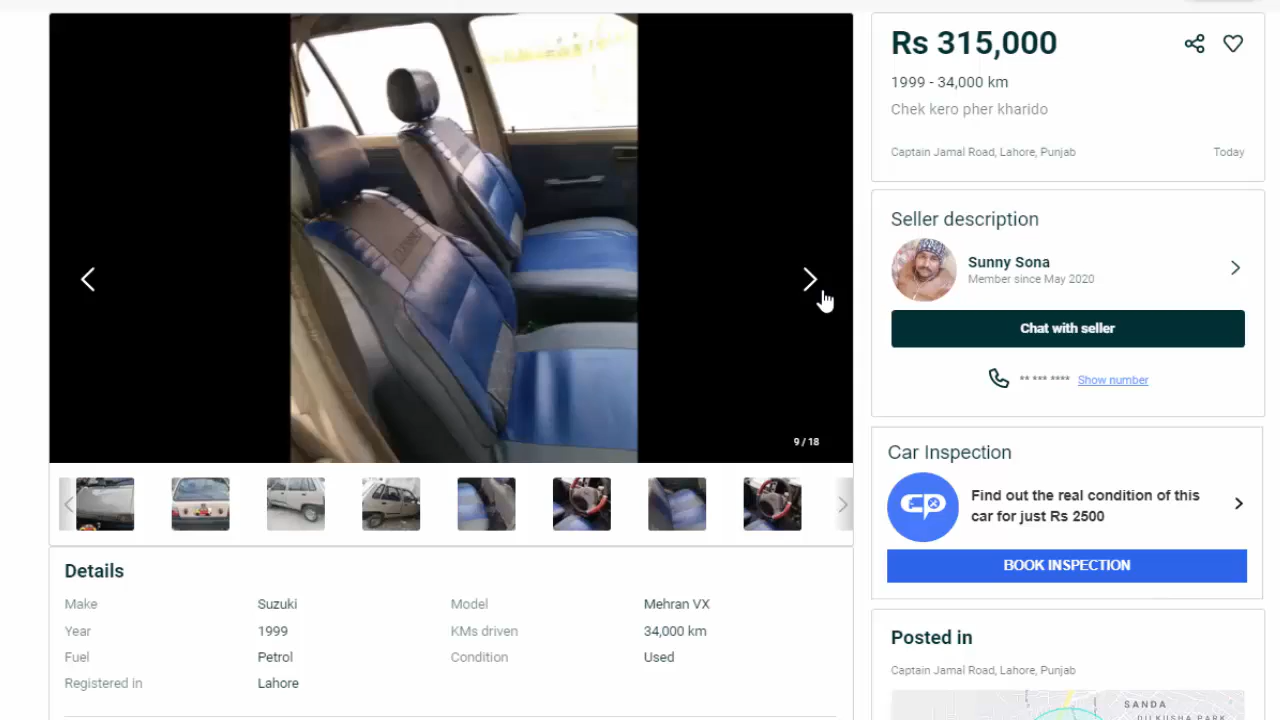 Rs 315,000
1999 - 34,000 km
Chek kero pher kharido
Captain Jamal Road, Lahore, Punjab
Today
9 / 18
Seller description
Sunny Sona
Member since May 2020
Chat with seller
** *** **** Show number
Car Inspection
Find out the real condition of this
car for just Rs 2500
BOOK INSPECTION
Details
Make Suzuki Model Mehran VX
Year 1999 KMs driven 34,000 km
Fuel Petrol Condition Used
Registered in Lahore
Posted in
Captain Jamal Road, Lahore, Punjab
SANDA